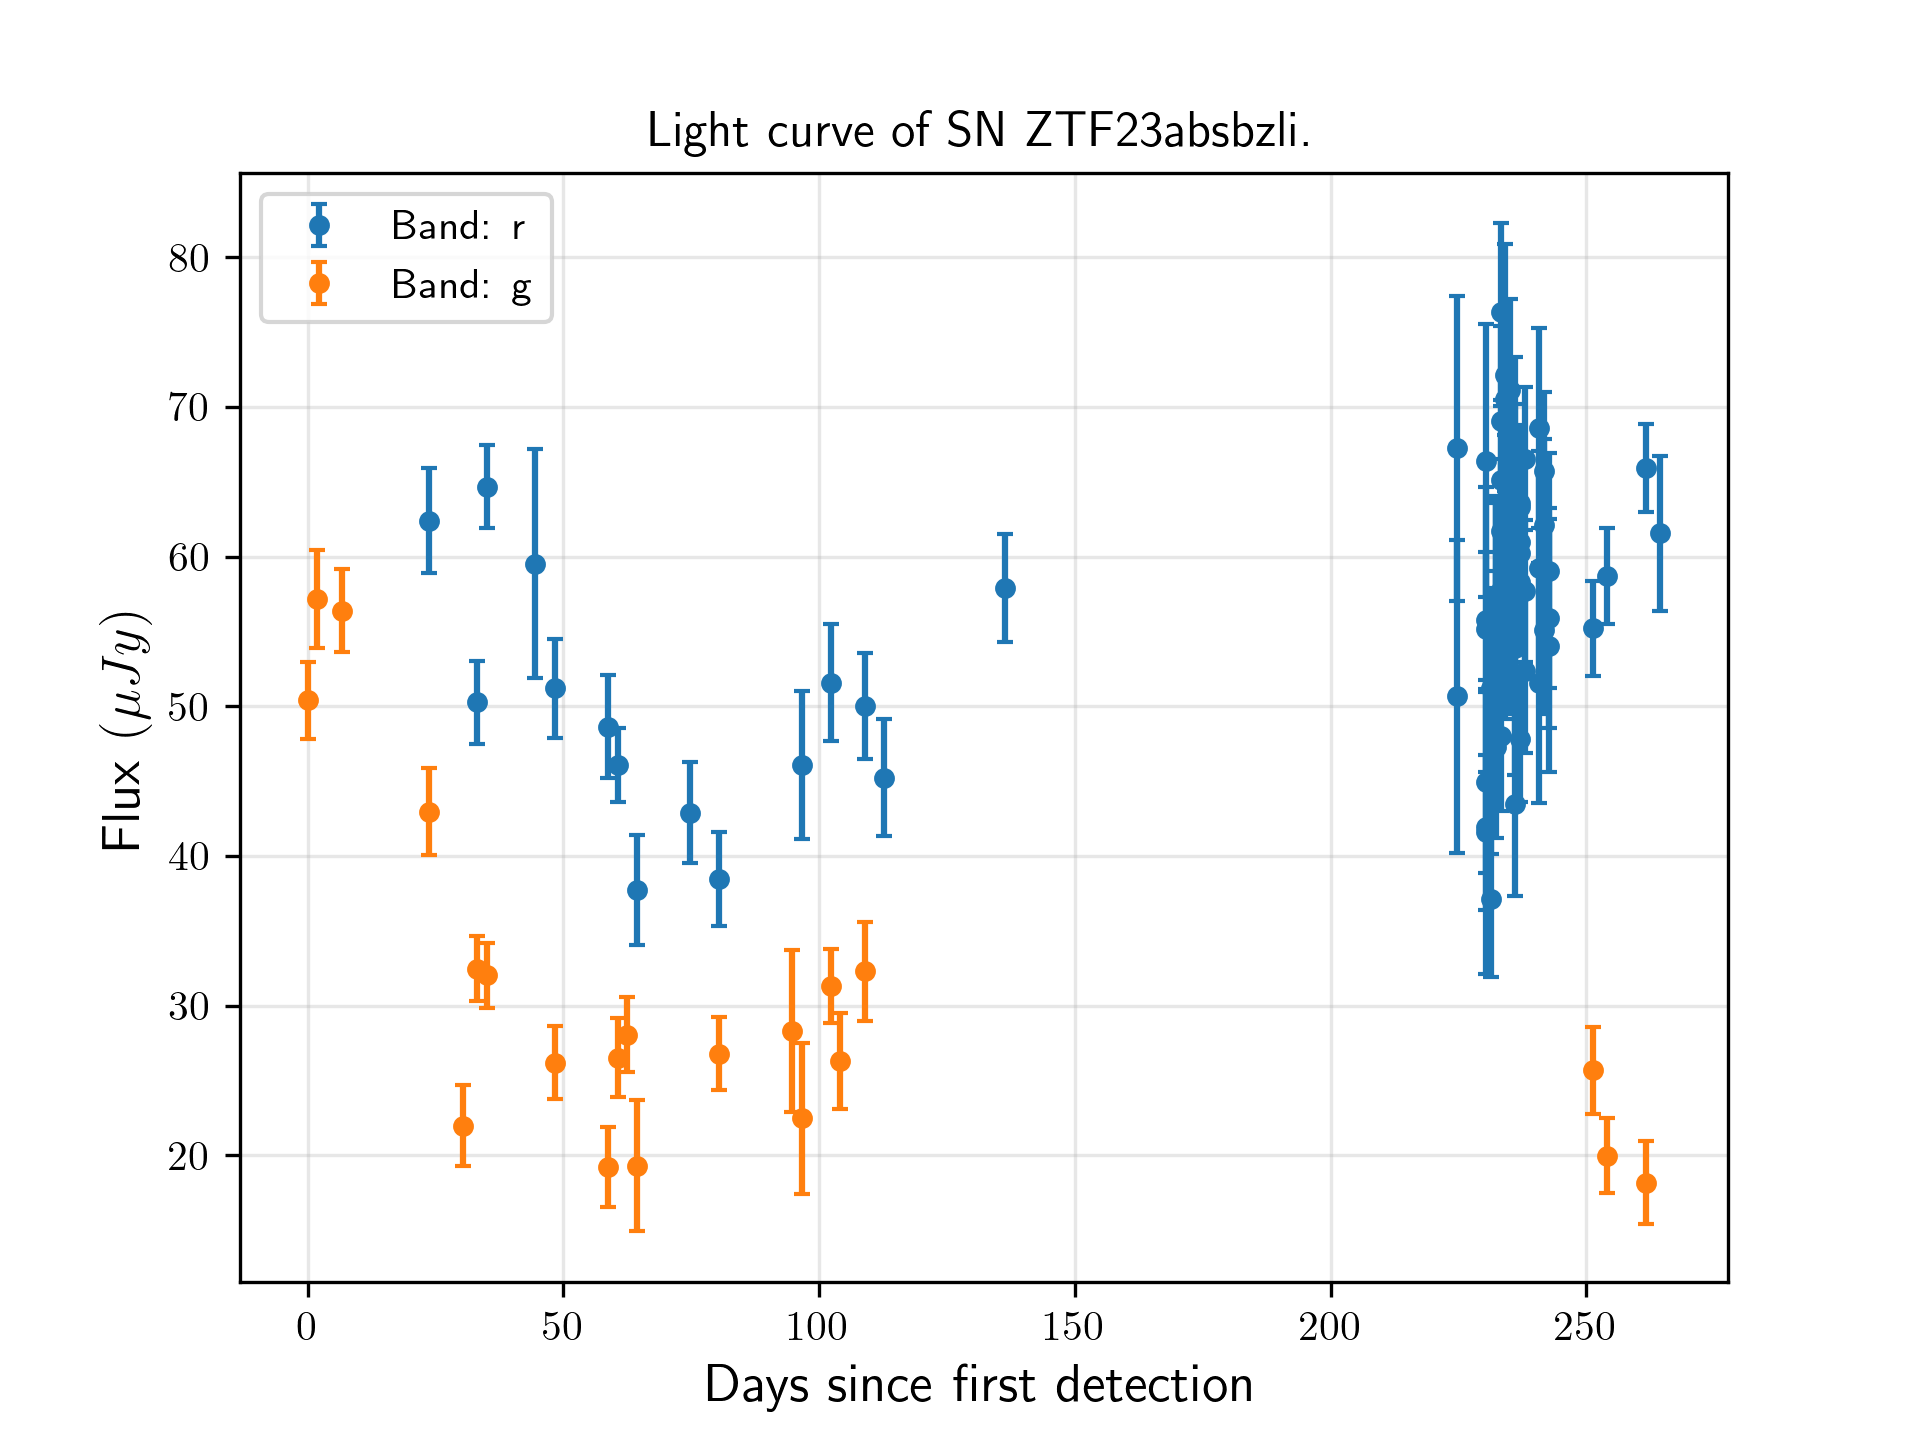 Light curve of SN ZTF23absbzli.
Band: r
Band: g
80
70
60
50
40
30
20
Flux (μJy)
0 50 100 150 200 250
Days since first detection